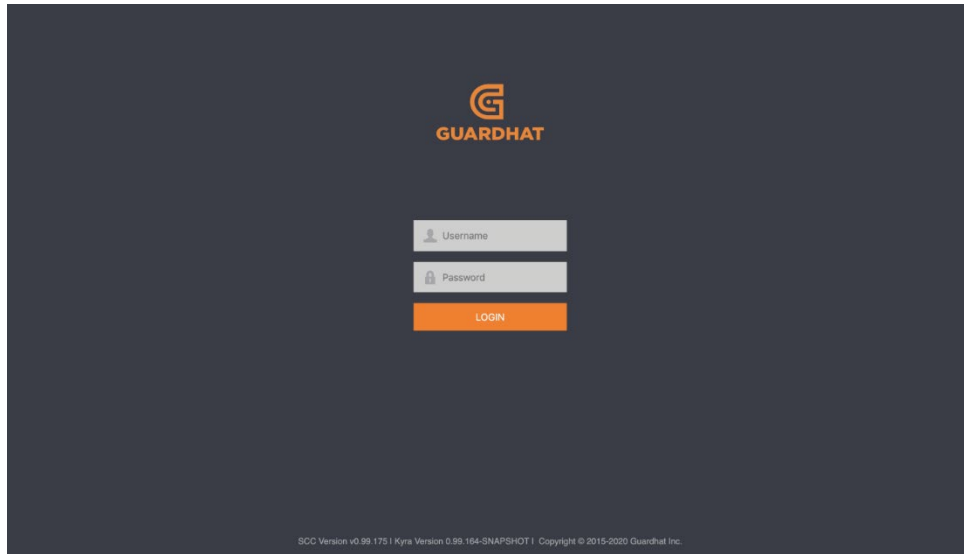 GUARDHAT
Username
Password
LOGIN
SCC Version v0.99.175 | Kyra Version 0.99.164-SNAPSHOT | Copyright © 2015-2020 Guardhat Inc.